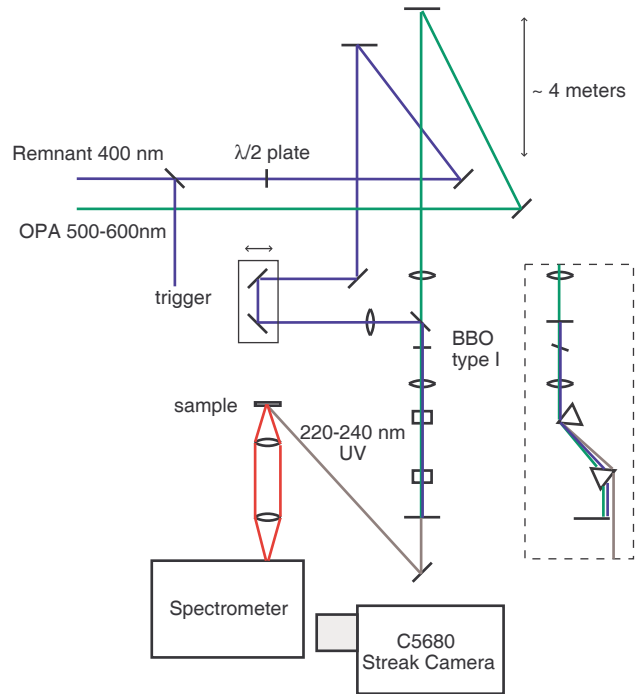 ~ 4 meters
Remnant 400 nm
λ/2 plate
OPA 500-600nm
trigger
BBO
type I
sample
220-240 nm
UV
Spectrometer
C5680
Streak Camera